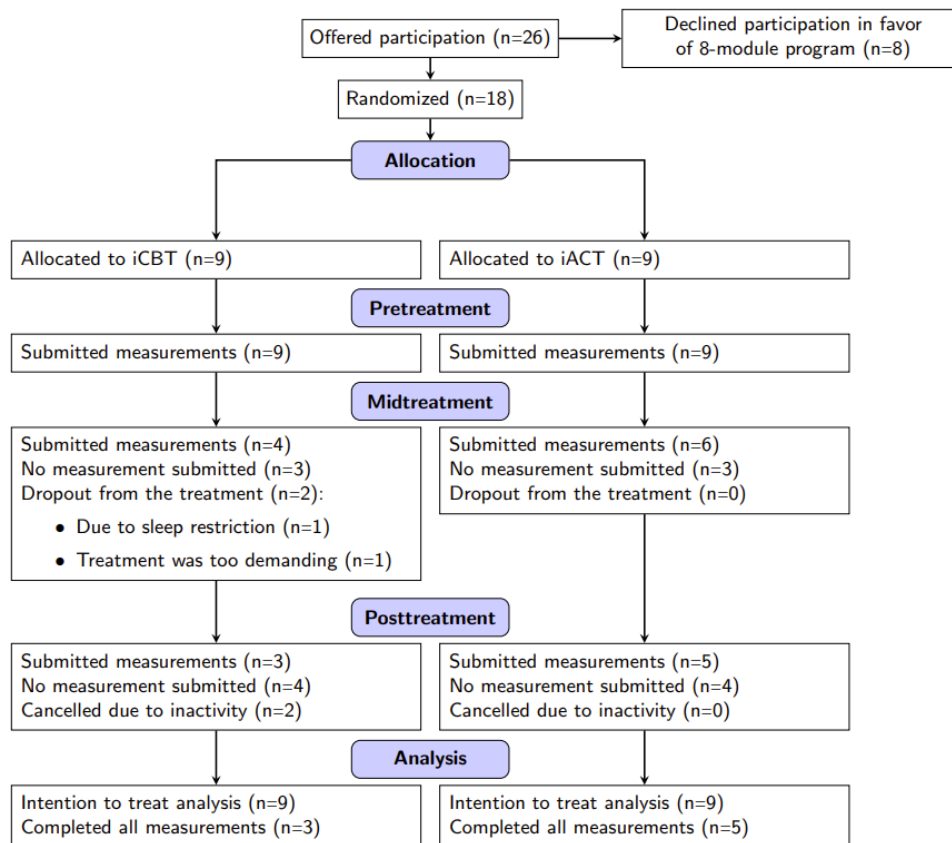 Offered participation (n=26)
Declined participation in favor
of 8-module program (n=8)
Randomized (n=18)
Allocation
Allocated to iCBT (n=9)
Allocated to iACT (n=9)
Pretreatment
Submitted measurements (n=9)
Submitted measurements (n=9)
Midtreatment
Submitted measurements (n=4)
No measurement submitted (n=3)
Dropout from the treatment (n=2):
• Due to sleep restriction (n=1)
• Treatment was too demanding (n=1)
Submitted measurements (n=6)
No measurement submitted (n=3)
Dropout from the treatment (n=0)
Posttreatment
Submitted measurements (n=3)
No measurement submitted (n=4)
Cancelled due to inactivity (n=2)
Submitted measurements (n=5)
No measurement submitted (n=4)
Cancelled due to inactivity (n=0)
Analysis
Intention to treat analysis (n=9)
Completed all measurements (n=3)
Intention to treat analysis (n=9)
Completed all measurements (n=5)